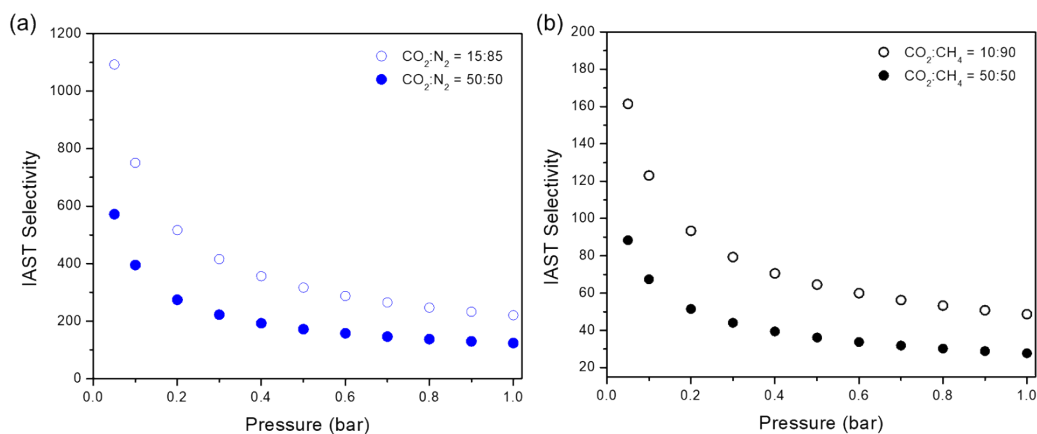 (a)
1200
1000
800
600
400
200
0
IAST Selectivity
CO2:N2 = 15:85
CO2:N2 = 50:50
0.0 0.2 0.4 0.6 0.8 1.0
Pressure (bar)
(b)
200
180
160
140
120
100
80
60
40
20
IAST Selectivity
CO2:CH4 = 10:90
CO2:CH4 = 50:50
0.0 0.2 0.4 0.6 0.8 1.0
Pressure (bar)